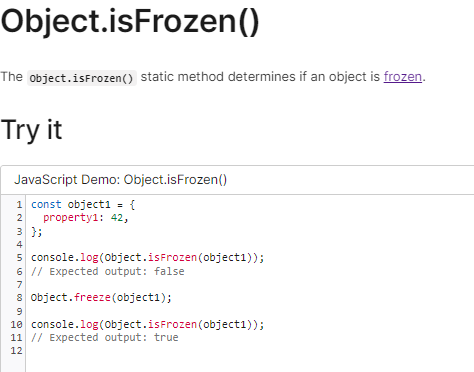 Object.isFrozen()
The Object.isFrozen() static method determines if an object is frozen.
Try it
JavaScript Demo: Object.isFrozen()
1 const object1 = {
2   property1: 42,
3 };
4
5 console.log(Object.isFrozen(object1));
6 // Expected output: false
7
8 Object.freeze(object1);
9
10 console.log(Object.isFrozen(object1));
11 // Expected output: true
12